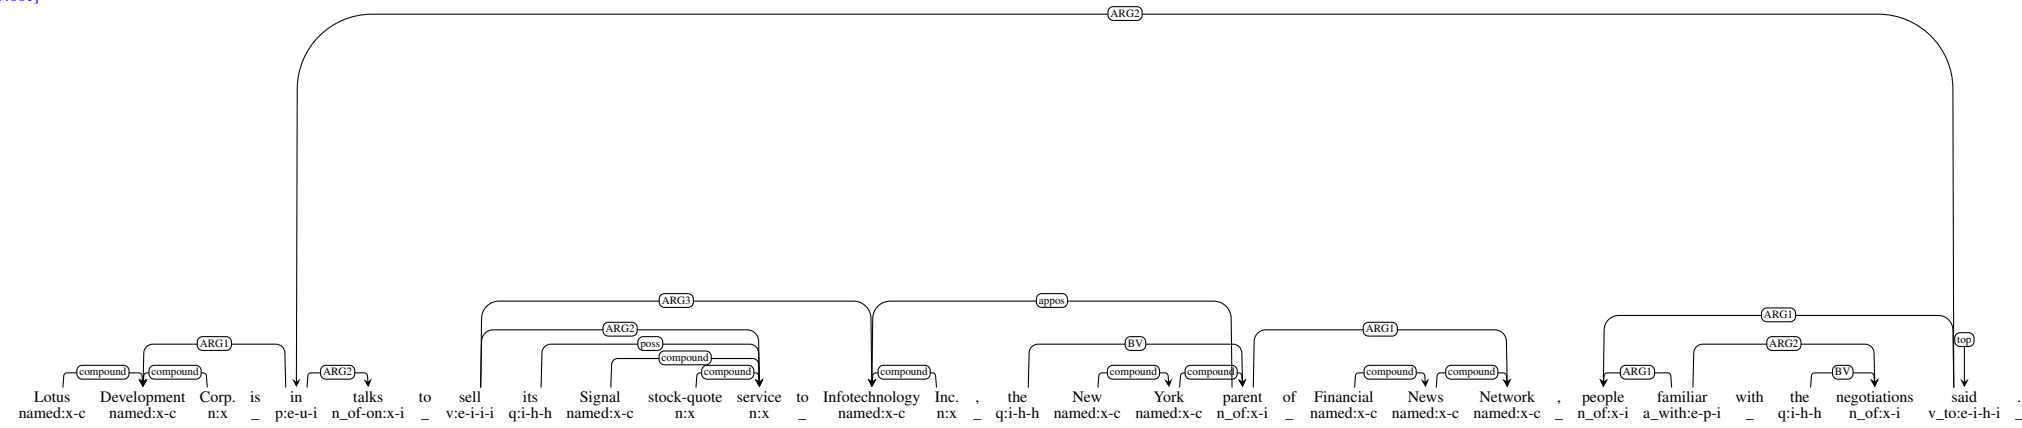 ARG2
ARG3 appos
ARG1
ARG2 ARG1
ARG1 poss BV ARG2 top
compound
compound compound ARG2 compound compound compound compound compound compound ARG1 BV
Lotus Development Corp. is in talks to sell its Signal stock-quote service to Infotechnology Inc. , the New York parent of Financial News Network , people familiar with the negotiations said .
named:x-c named:x-c n:x _ p:e-u-i n_of-on:x-i _ v:e-i-i-i q:i-h-h named:x-c n:x n:x _ named:x-c n:x _ q:i-h-h named:x-c named:x-c n_of:x-i _ named:x-c named:x-c named:x-c _ n_of:x-i a_with:e-p-i _ q:i-h-h n_of:x-i v_to:e-i-h-i _